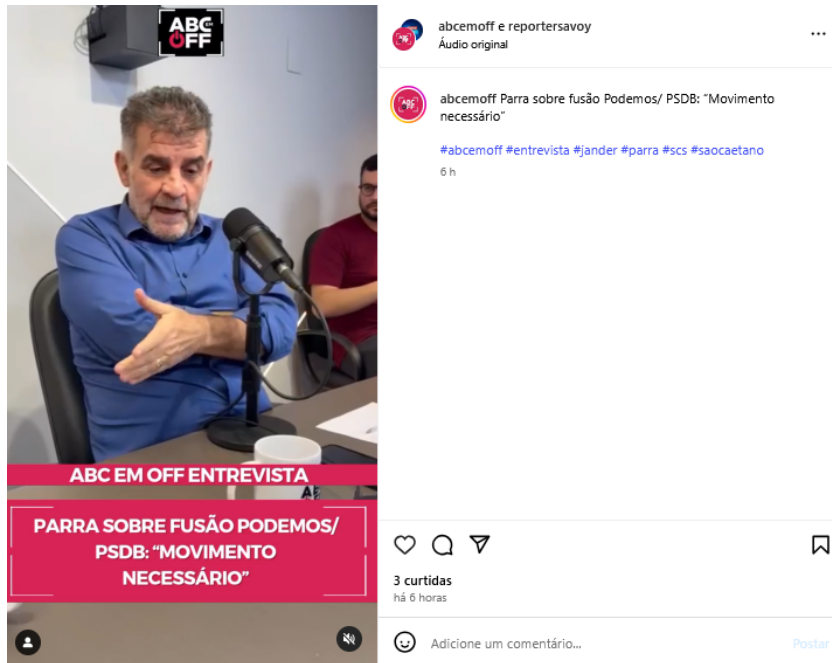 ABC EM
OFF
ABC EM OFF ENTREVISTA
PARRA SOBRE FUSÃO PODEMOS/
PSDB: “MOVIMENTO
NECESSÁRIO”
abcemoff e reportersavoy
Áudio original
abcemoff Parra sobre fusão Podemos/ PSDB: “Movimento
necessário”
#abcemoff #entrevista #jander #parra #scs #saocaetano
6 h
3 curtidas
há 6 horas
Adicione um comentário...
Postar